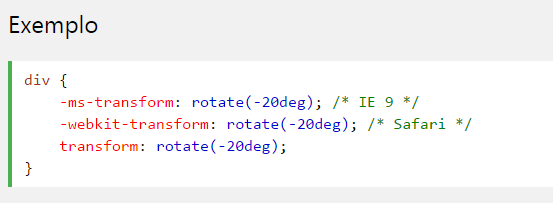 Exemplo
div {
-ms-transform: rotate(-20deg); /* IE 9 */
-webkit-transform: rotate(-20deg); /* Safari */
transform: rotate(-20deg);
}